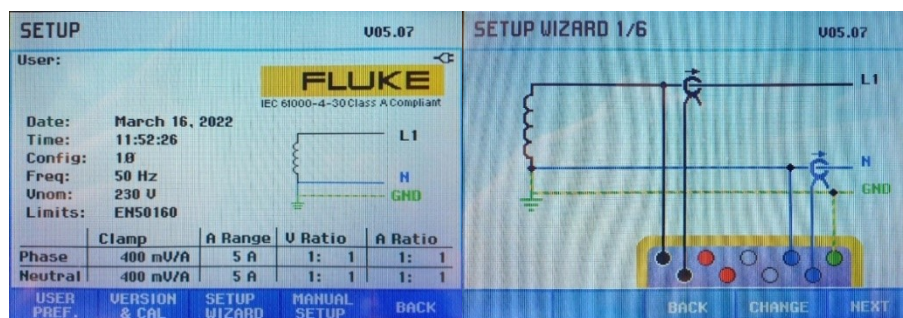 SETUP V05.07
User:
FLUKE
IEC 61000-4-30 Class A Compliant
Date: March 16, 2022
Time: 11:52:26
Config: 1Ø
Freq: 50 Hz
Vnom: 230 V
Limits: EN50160
L1
N
GND
Clamp A Range V Ratio A Ratio
Phase 400 mV/A 5 A 1: 1 1: 1
Neutral 400 mV/A 5 A 1: 1 1: 1
USER PREF. VERSION & CAL SETUP WIZARD MANUAL SETUP BACK
SETUP WIZARD 1/6 V05.07
L1
N
GND
BACK CHANGE NEXT